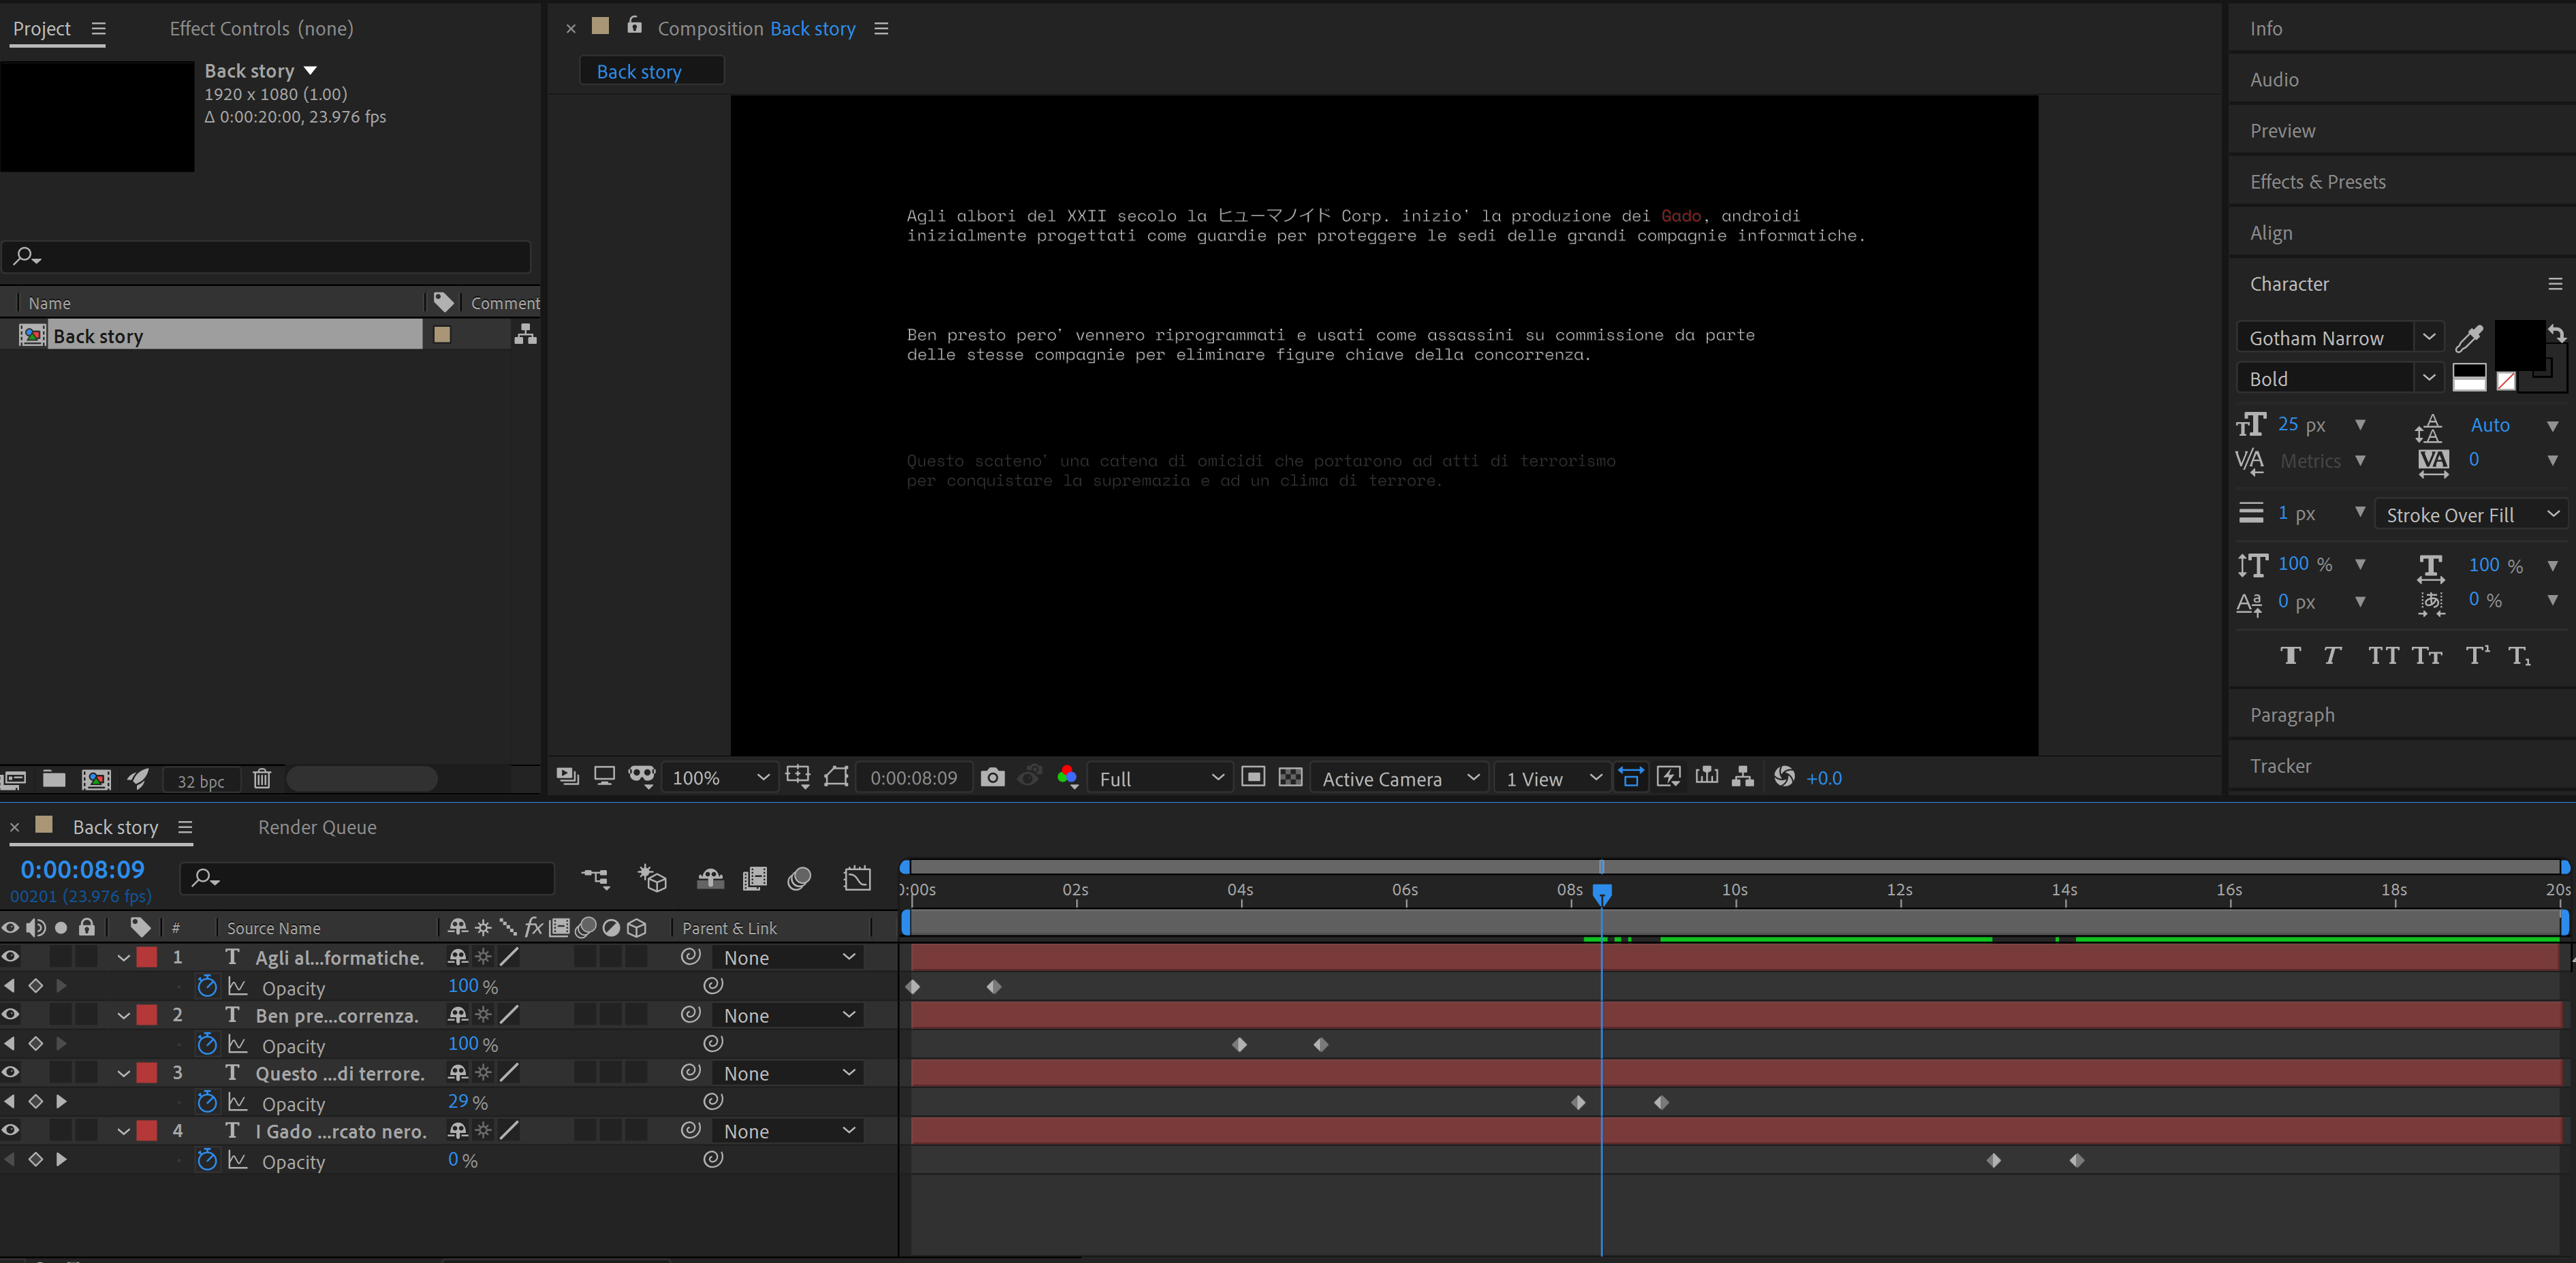 Project
Effect Controls (none)
Back story
1920 x 1080 (1.00)
Δ 0:00:20:00, 23.976 fps
Name
Comment
Back story
32 bpc
Composition Back story
Back story
Agli albori del XXII secolo la ヒューマノイド Corp. inizio' la produzione dei Gado, androidi
inizialmente progettati come guardie per proteggere le sedi delle grandi compagnie informatiche.
Ben presto pero' vennero riprogrammati e usati come assassini su commissione da parte
delle stesse compagnie per eliminare figure chiave della concorrenza.
Questo scateno' una catena di omicidi che portarono ad atti di terrorismo
per conquistare la supremazia e ad un clima di terrore.
100%
0:00:08:09
Full
Active Camera
1 View
+0.0
Info
Audio
Preview
Effects & Presets
Align
Character
Gotham Narrow
Bold
25 px
Auto
Metrics
0
1 px
Stroke Over Fill
100 %
100 %
0 px
0 %
Paragraph
Tracker
Back story
Render Queue
0:00:08:09
00201 (23.976 fps)
0:00s 02s 04s 06s 08s 10s 12s 14s 16s 18s 20s
# Source Name Parent & Link
1 Agli al...formatiche. None
Opacity 100 %
2 Ben pre...correnza. None
Opacity 100 %
3 Questo ...di terrore. None
Opacity 29 %
4 I Gado ...rcato nero. None
Opacity 0 %